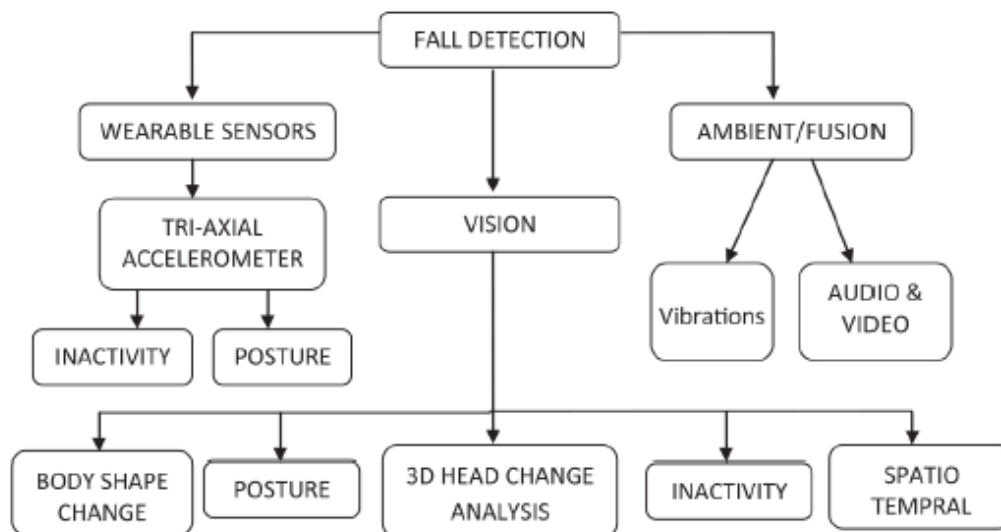 FALL DETECTION
WEARABLE SENSORS
AMBIENT/FUSION
TRI-AXIAL
ACCELEROMETER
VISION
Vibrations
AUDIO &
VIDEO
INACTIVITY
POSTURE
BODY SHAPE
CHANGE
POSTURE
3D HEAD CHANGE
ANALYSIS
INACTIVITY
SPATIO
TEMPRAL